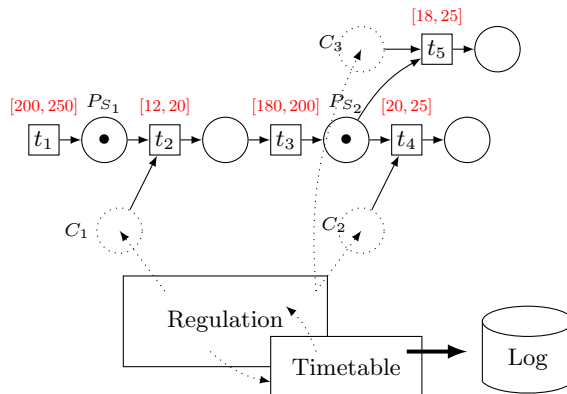 [18, 25]
C3
t5
[200, 250]
PS1
[12, 20]
[180, 200]
PS2
[20, 25]
t1
t2
t3
t4
C1
C2
Regulation
Timetable
Log